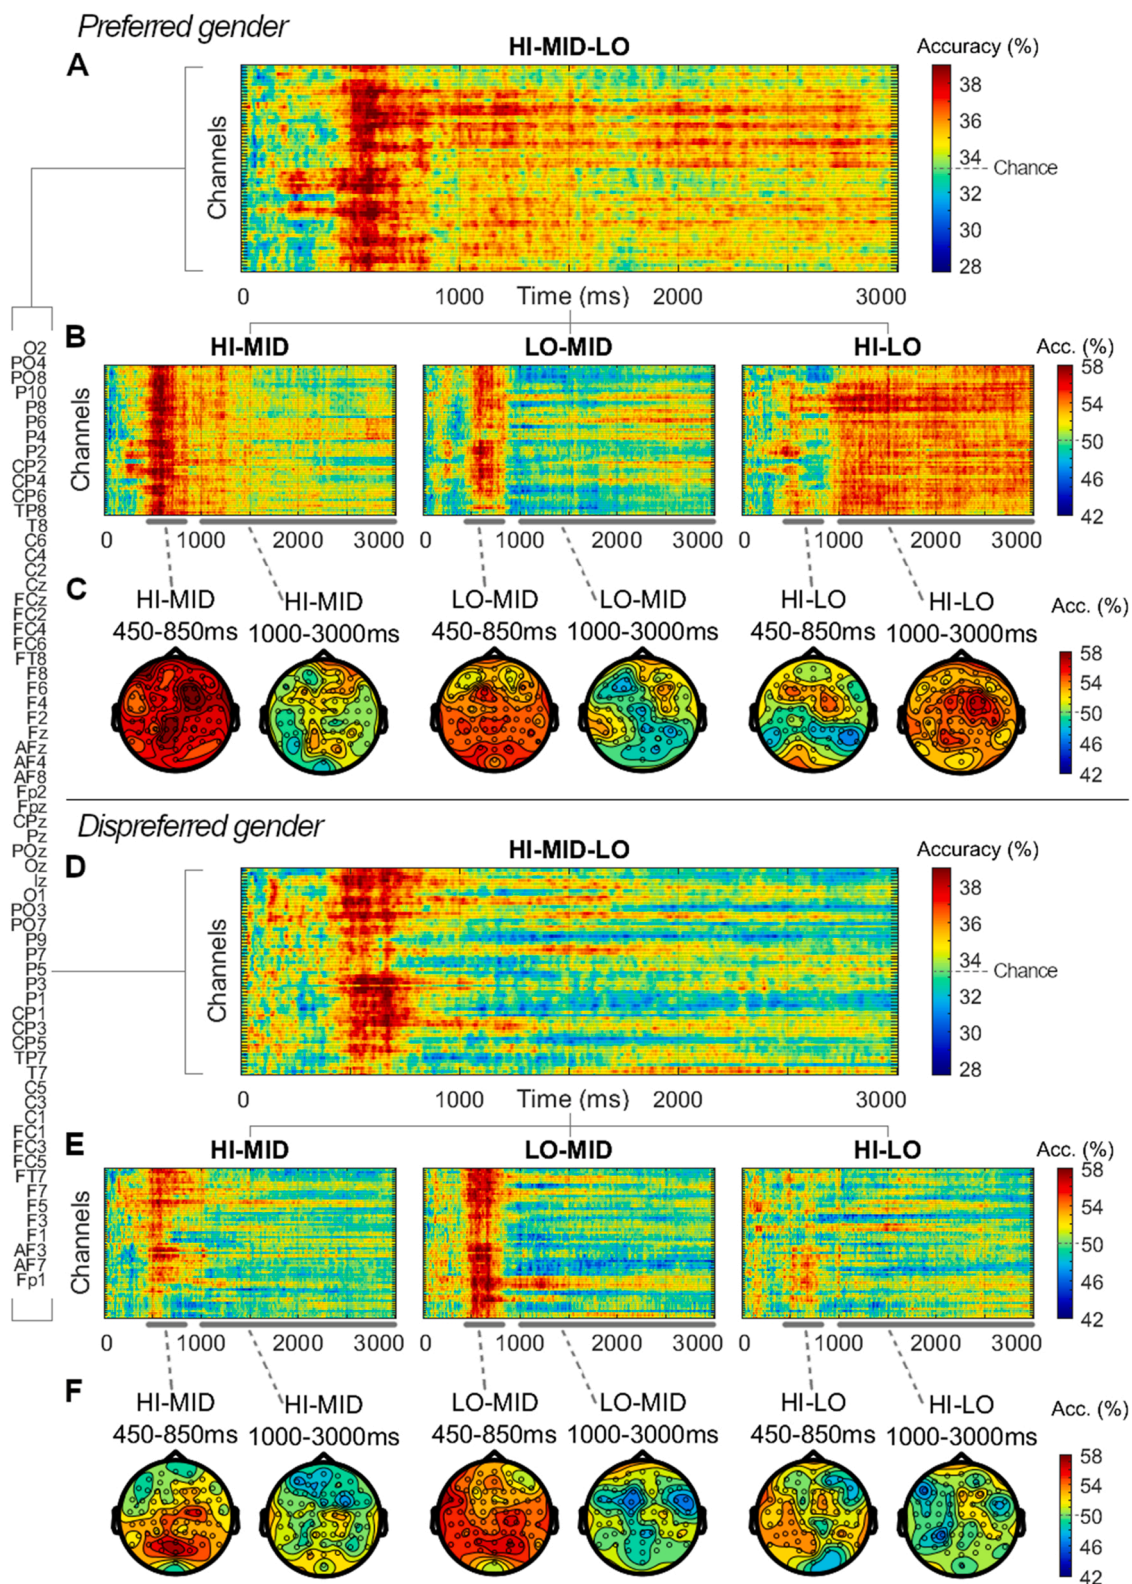 Preferred gender
A
HI-MID-LO
Accuracy (%)
Channels
38
36
34
Chance
32
30
28
0
1000
Time (ms)
2000
3000
O2
PO4
PO8
P10
P8
P6
P4
P2
CP2
CP4
CP6
TP8
T8
C6
C4
C2
Cz
FCz
FC2
FC4
FC6
FT8
F8
F6
F4
F2
Fz
AFz
AF4
AF8
Fp2
Fpz
CPz
Pz
POz
Oz
Iz
O1
PO3
PO7
P9
P7
P5
P3
P1
CP1
CP3
CP5
TP7
T7
C5
C3
C1
FC1
FC3
FC5
FT7
F7
F5
F3
F1
AF3
AF7
Fp1
B
HI-MID
LO-MID
HI-LO
Acc. (%)
Channels
58
54
50
46
42
0 1000 2000 3000
0 1000 2000 3000
0 1000 2000 3000
C
HI-MID
450-850ms
HI-MID
1000-3000ms
LO-MID
450-850ms
LO-MID
1000-3000ms
HI-LO
450-850ms
HI-LO
1000-3000ms
Acc. (%)
58
54
50
46
42
Dispreferred gender
D
HI-MID-LO
Accuracy (%)
Channels
38
36
34
Chance
32
30
28
0
1000
Time (ms)
2000
3000
E
HI-MID
LO-MID
HI-LO
Acc. (%)
Channels
58
54
50
46
42
0 1000 2000 3000
0 1000 2000 3000
0 1000 2000 3000
F
HI-MID
450-850ms
HI-MID
1000-3000ms
LO-MID
450-850ms
LO-MID
1000-3000ms
HI-LO
450-850ms
HI-LO
1000-3000ms
Acc. (%)
58
54
50
46
42